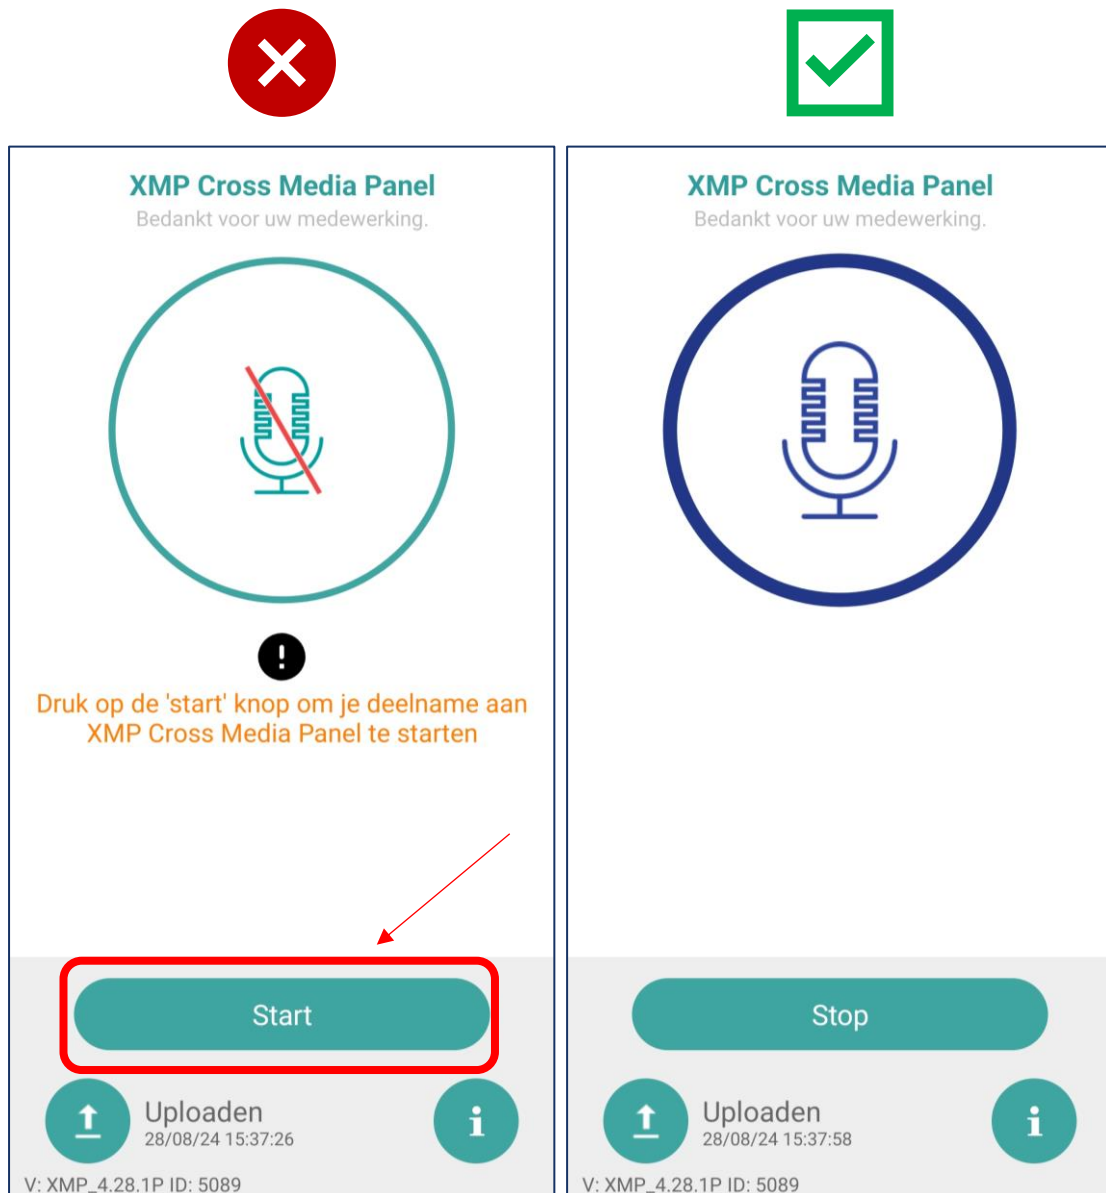 XMP Cross Media Panel
Bedankt voor uw medewerking.
Druk op de 'start' knop om je deelname aan
XMP Cross Media Panel te starten
Start
Uploaden
28/08/24 15:37:26
V: XMP_4.28.1P ID: 5089
XMP Cross Media Panel
Bedankt voor uw medewerking.
Stop
Uploaden
28/08/24 15:37:58
V: XMP_4.28.1P ID: 5089